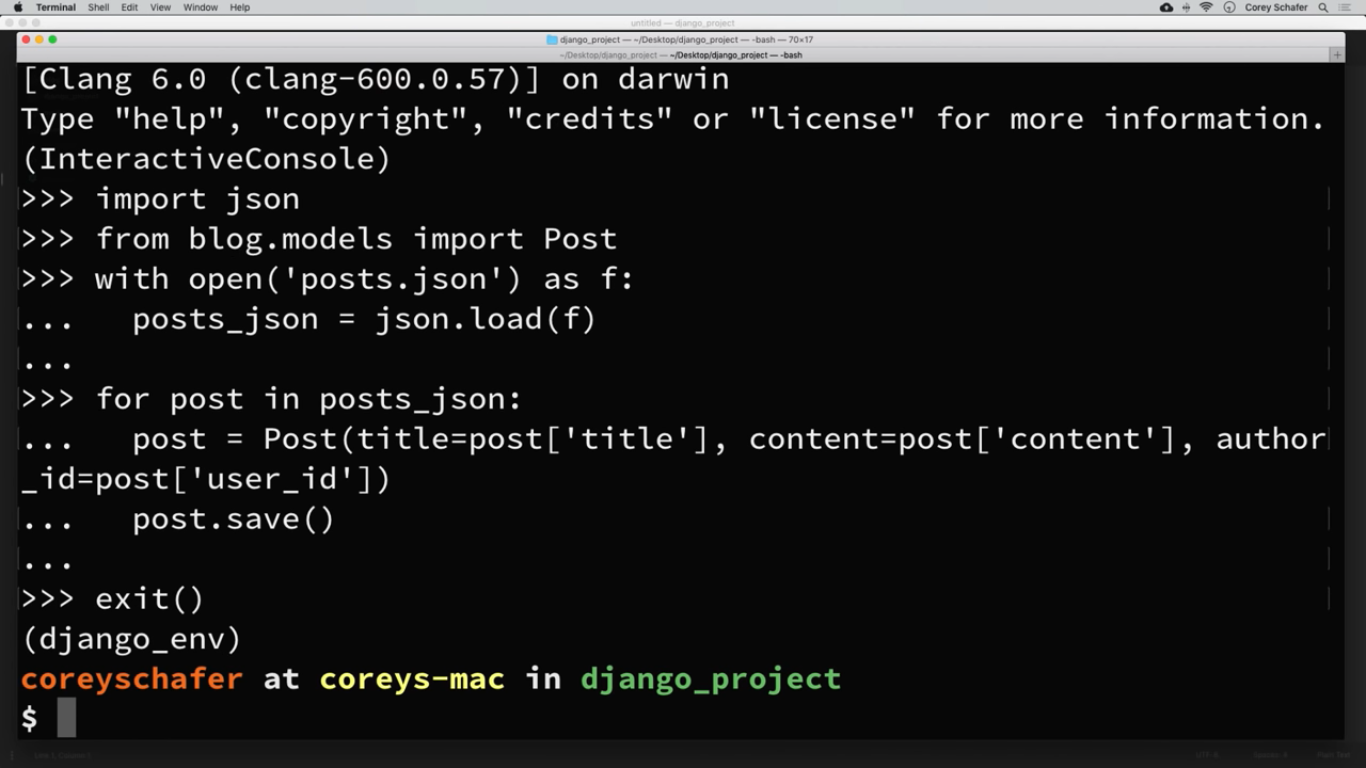 Terminal Shell Edit View Window Help Corey Schafer
untitled — django_project
django_project — ~/Desktop/django_project — -bash — 70×17
~/Desktop/django_project — ~/Desktop/django_project — -bash
[Clang 6.0 (clang-600.0.57)] on darwin
Type "help", "copyright", "credits" or "license" for more information.
(InteractiveConsole)
>>> import json
>>> from blog.models import Post
>>> with open('posts.json') as f:
...   posts_json = json.load(f)
...
>>> for post in posts_json:
...   post = Post(title=post['title'], content=post['content'], author
_id=post['user_id'])
...   post.save()
...
>>> exit()
(django_env)
coreyschafer at coreys-mac in django_project
$